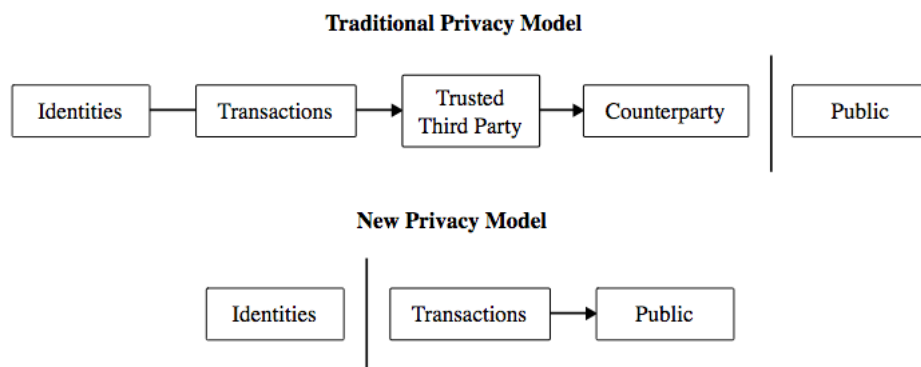 Traditional Privacy Model
Identities
Transactions
Trusted
Third Party
Counterparty
Public
New Privacy Model
Identities
Transactions
Public